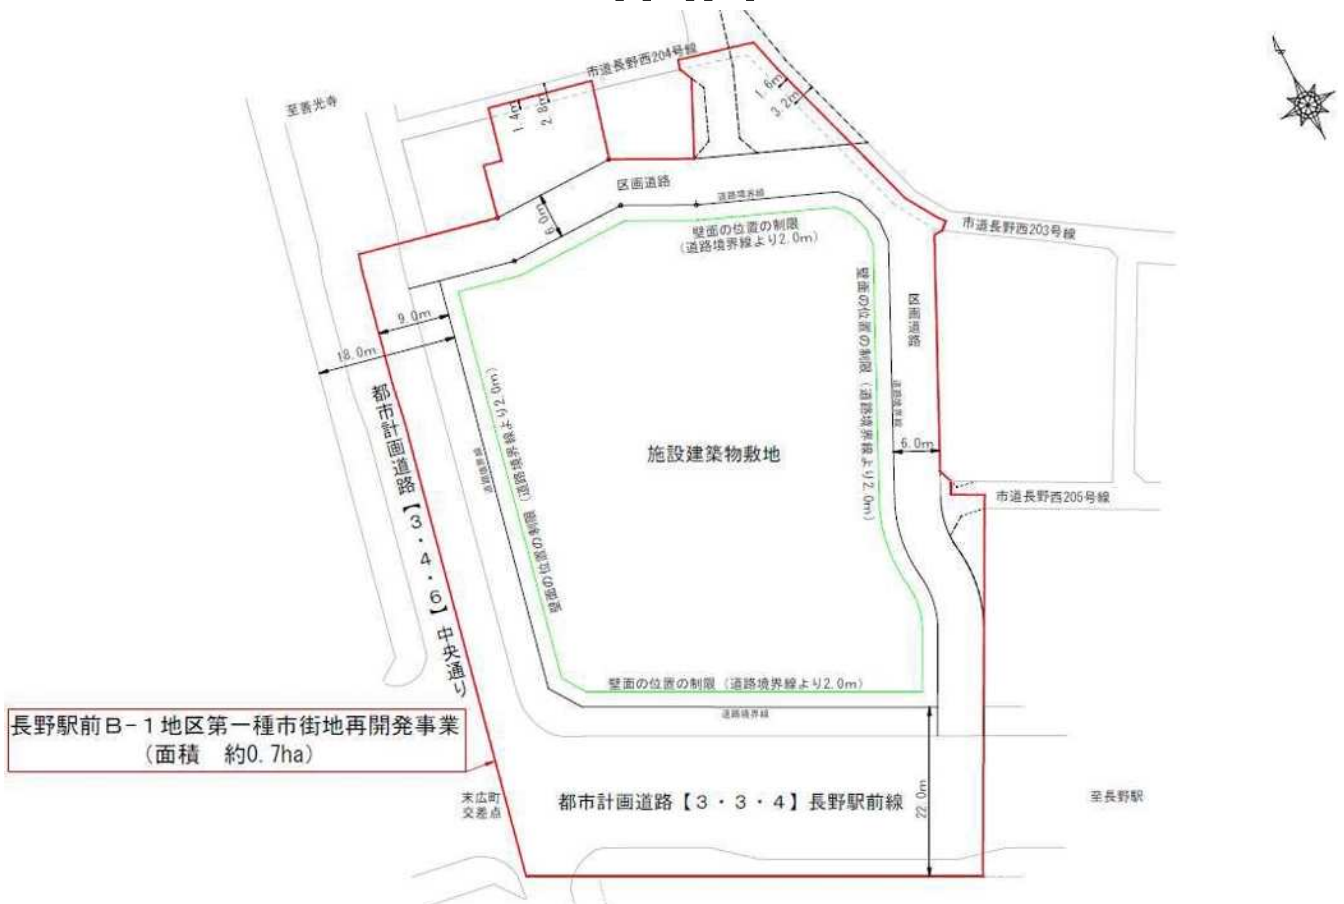 市道長野西204号線
至善光寺
1.4m
2.8m
1.6m
3.2m
区画道路
道路境界線
6.0m
壁面の位置の制限
(道路境界線より2.0m)
市道長野西203号線
9.0m
18.0m
都市計画道路【3・4・6】中央通り
道路境界線
壁面の位置の制限(道路境界線より2.0m)
施設建築物敷地
壁面の位置の制限(道路境界線より2.0m)
区画道路
道路境界線
6.0m
市道長野西205号線
壁面の位置の制限(道路境界線より2.0m)
道路境界線
長野駅前B-1地区第一種市街地再開発事業
(面積 約0.7ha)
末広町
交差点
都市計画道路【3・3・4】長野駅前線
22.0m
至長野駅